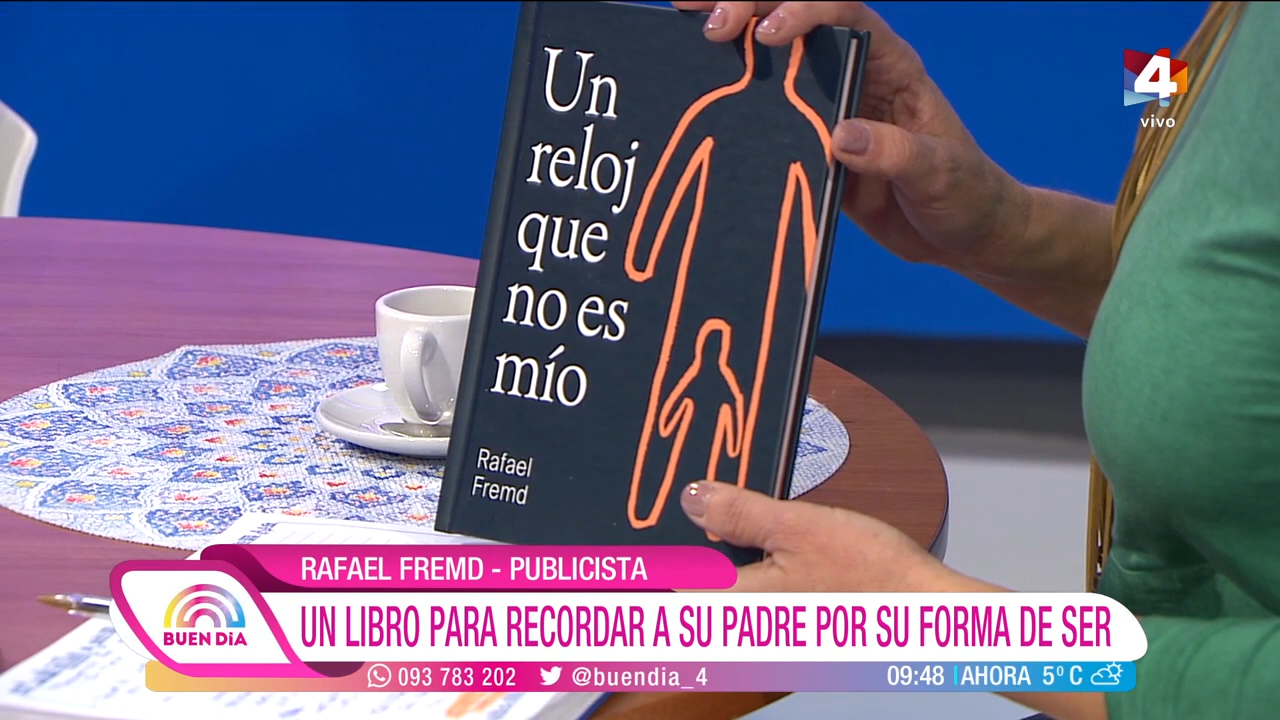 Un
reloj
que
no es
mío
Rafael
Fremd
4
vivo
RAFAEL FREMD - PUBLICISTA
BUEN DíA
UN LIBRO PARA RECORDAR A SU PADRE POR SU FORMA DE SER
093 783 202 @buendia_4 09:48 AHORA 5º C